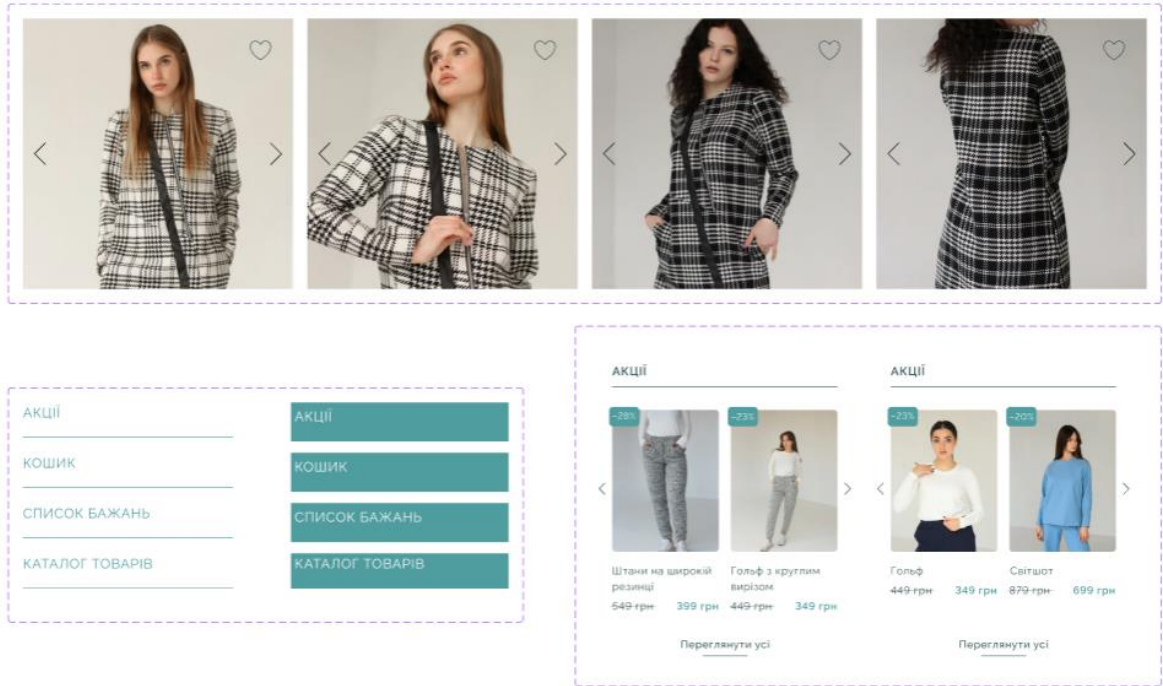 АКЦІЇ
КОШИК
СПИСОК БАЖАНЬ
КАТАЛОГ ТОВАРІВ
АКЦІЇ
КОШИК
СПИСОК БАЖАНЬ
КАТАЛОГ ТОВАРІВ
АКЦІЇ
-28% -23%
Штани на широкій Гольф з круглим
резинці вирізом
549 грн 399 грн 449 грн 349 грн
Переглянути усі
АКЦІЇ
-23% -20%
Гольф Світшот
449 грн 349 грн 879 грн 699 грн
Переглянути усі